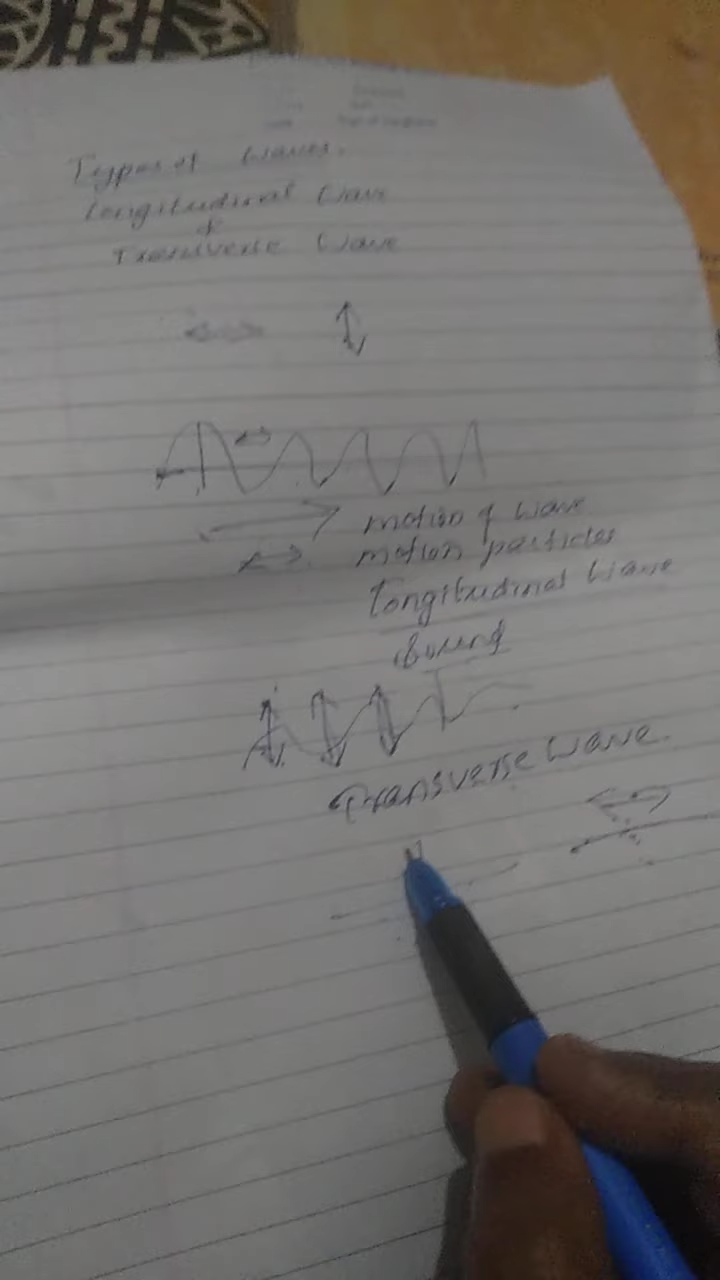 Types of Waves.
Longitudinal Wave
&
Transverse Wave
motion of wave
motion particles
Longitudinal Wave
Sound
Transverse Wave.